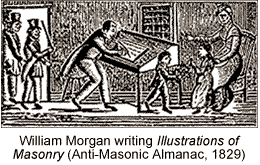 William Morgan writing Illustrations of
Masonry (Anti-Masonic Almanac, 1829)